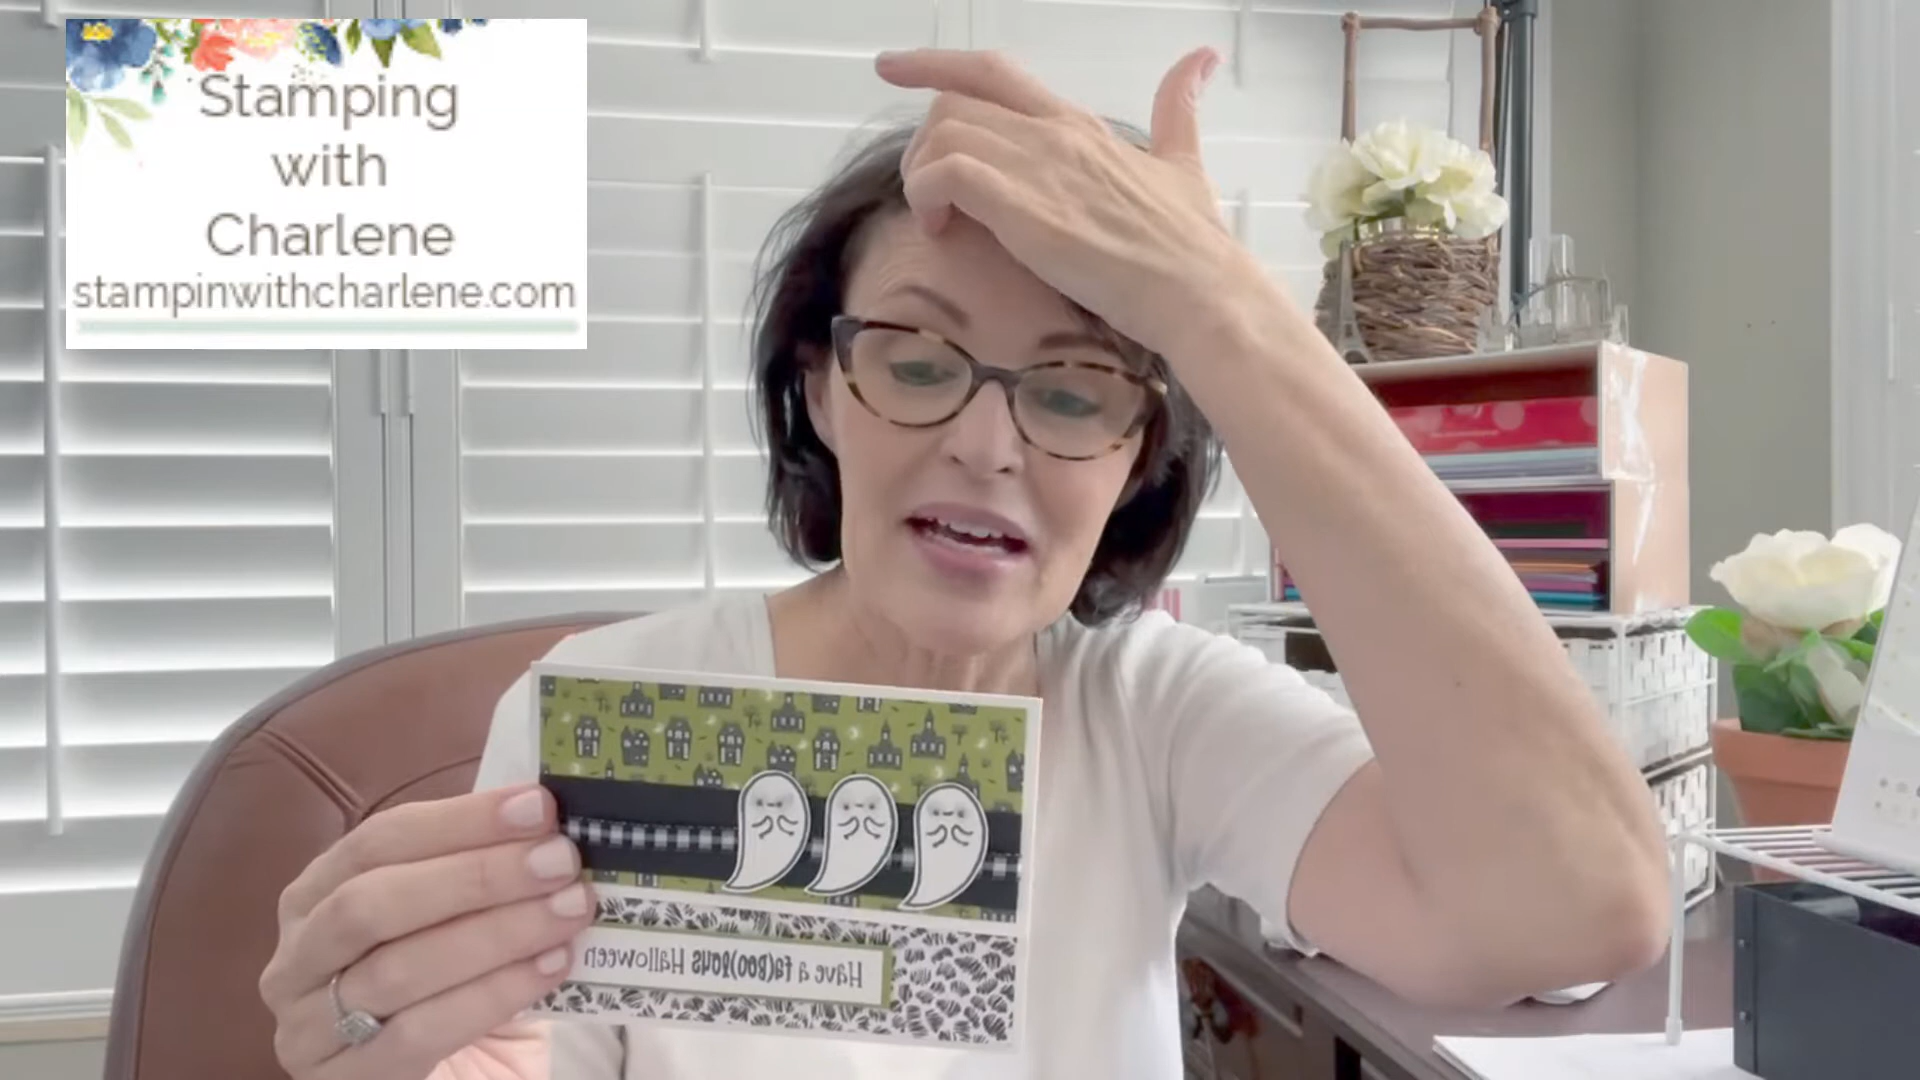 Stamping
with
Charlene
stampinwithcharlene.com
Have a fa(BOO)lous Halloween